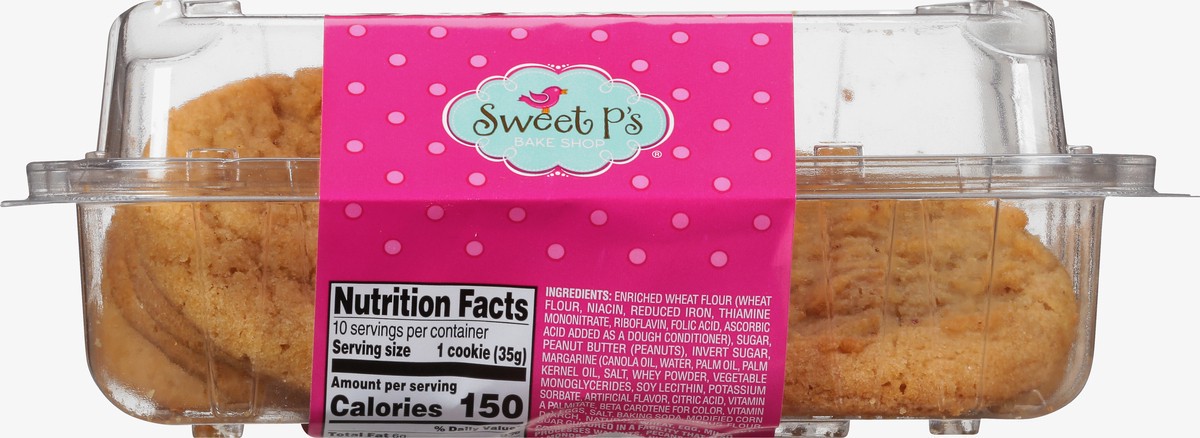 Sweet P's
BAKE SHOP
®
Nutrition Facts
10 servings per container
Serving size 1 cookie (35g)
Amount per serving
Calories 150
% Daily Value
Total Fat 6g
INGREDIENTS: ENRICHED WHEAT FLOUR (WHEAT
FLOUR, NIACIN, REDUCED IRON, THIAMINE
MONONITRATE, RIBOFLAVIN, FOLIC ACID, ASCORBIC
ACID ADDED AS A DOUGH CONDITIONER), SUGAR,
PEANUT BUTTER (PEANUTS), INVERT SUGAR,
MARGARINE (CANOLA OIL, WATER, PALM OIL, PALM
KERNEL OIL, SALT, WHEY POWDER, VEGETABLE
MONOGLYCERIDES, SOY LECITHIN, POTASSIUM
SORBATE, ARTIFICIAL FLAVOR, CITRIC ACID, VITAMIN
A PALMITATE, BETA CAROTENE FOR COLOR, VITAMIN
SALT, BAKING SODA, MODIFIED CORN